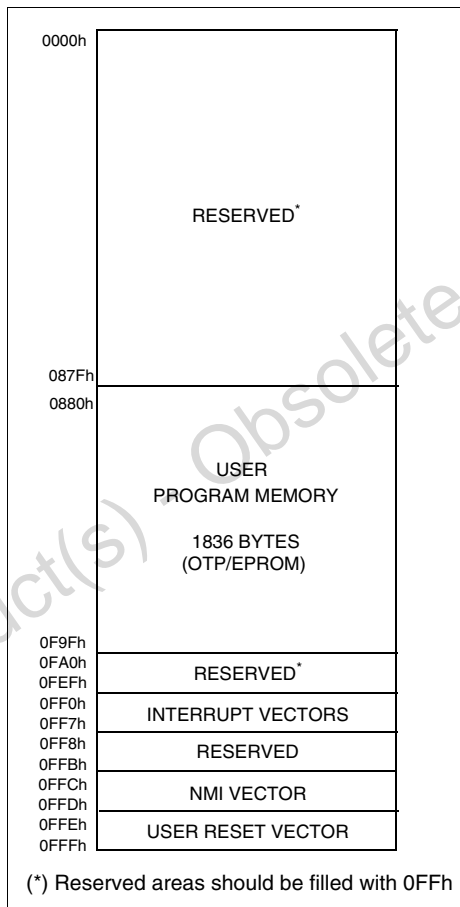 0000h
RESERVED*
087Fh
0880h
USER
PROGRAM MEMORY
1836 BYTES
(OTP/EPROM)
0F9Fh
0FA0h
RESERVED*
0FEFh
0FF0h
INTERRUPT VECTORS
0FF7h
0FF8h
RESERVED
0FFBh
0FFCh
NMI VECTOR
0FFDh
0FFEh
USER RESET VECTOR
0FFFh
(*) Reserved areas should be filled with 0FFh
uct(s) - Obsolete